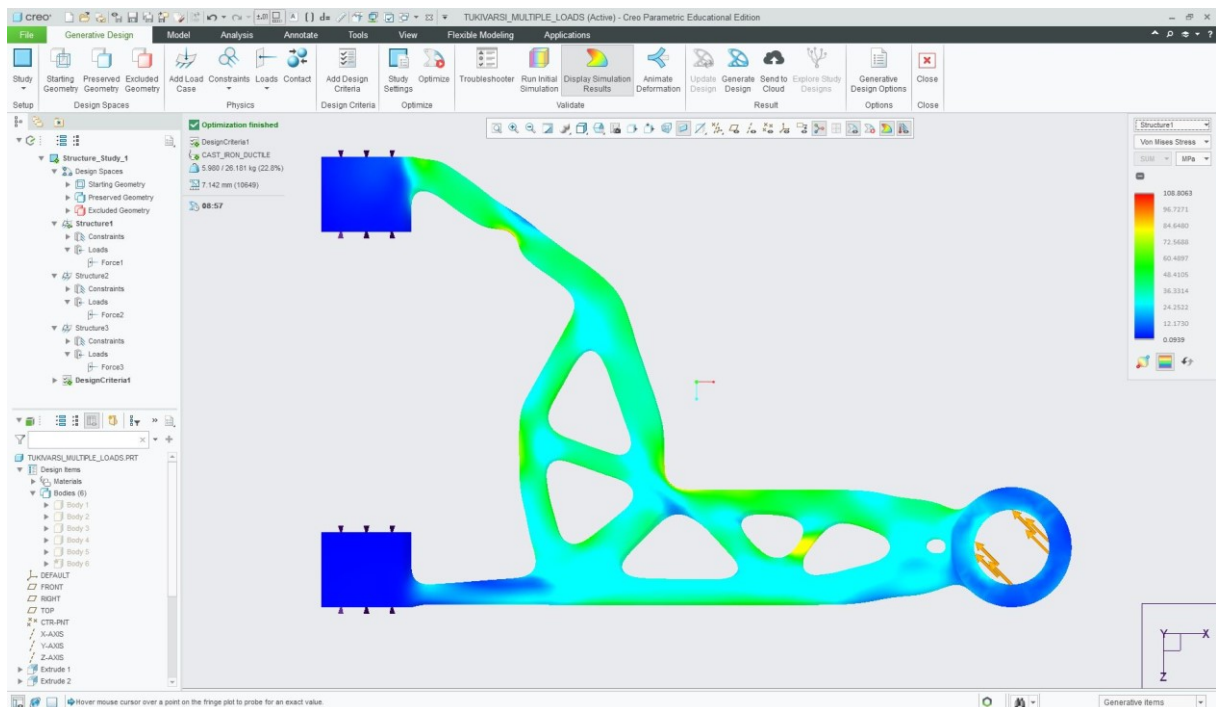 creo® TUKIVARSI_MULTIPLE_LOADS (Active) - Creo Parametric Educational Edition
File Generative Design Model Analysis Annotate Tools View Flexible Modeling Applications
Study Starting Geometry Preserved Geometry Excluded Geometry Add Load Case Constraints Loads Contact Add Design Criteria Study Settings Optimize Troubleshooter Run Initial Simulation Display Simulation Results Animate Deformation Update Design Generate Design Send to Cloud Explore Study Designs Generative Design Options Close
Setup Design Spaces Physics Design Criteria Optimize Validate Result Options Close
Structure_Study_1
Design Spaces
Starting Geometry
Preserved Geometry
Excluded Geometry
Structure1
Constraints
Loads
Force1
Structure2
Constraints
Loads
Force2
Structure3
Constraints
Loads
Force3
DesignCriteria1
Optimization finished
DesignCriteria1
CAST_IRON_DUCTILE
5.980 / 26.181 kg (22.8%)
7.142 mm (10649)
08:57
Structure1
Von Mises Stress
SUM MPa
108.8063
96.7271
84.6480
72.5688
60.4897
48.4105
36.3314
24.2522
12.1730
0.0939
TUKIVARSI_MULTIPLE_LOADS.PRT
Design Items
Materials
Bodies (6)
Body 1
Body 2
Body 3
Body 4
Body 5
Body 6
DEFAULT
FRONT
RIGHT
TOP
CTR-PNT
X-AXIS
Y-AXIS
Z-AXIS
Extrude 1
Extrude 2
Y X
Z
Hover mouse cursor over a point on the fringe plot to probe for an exact value.
Generative items